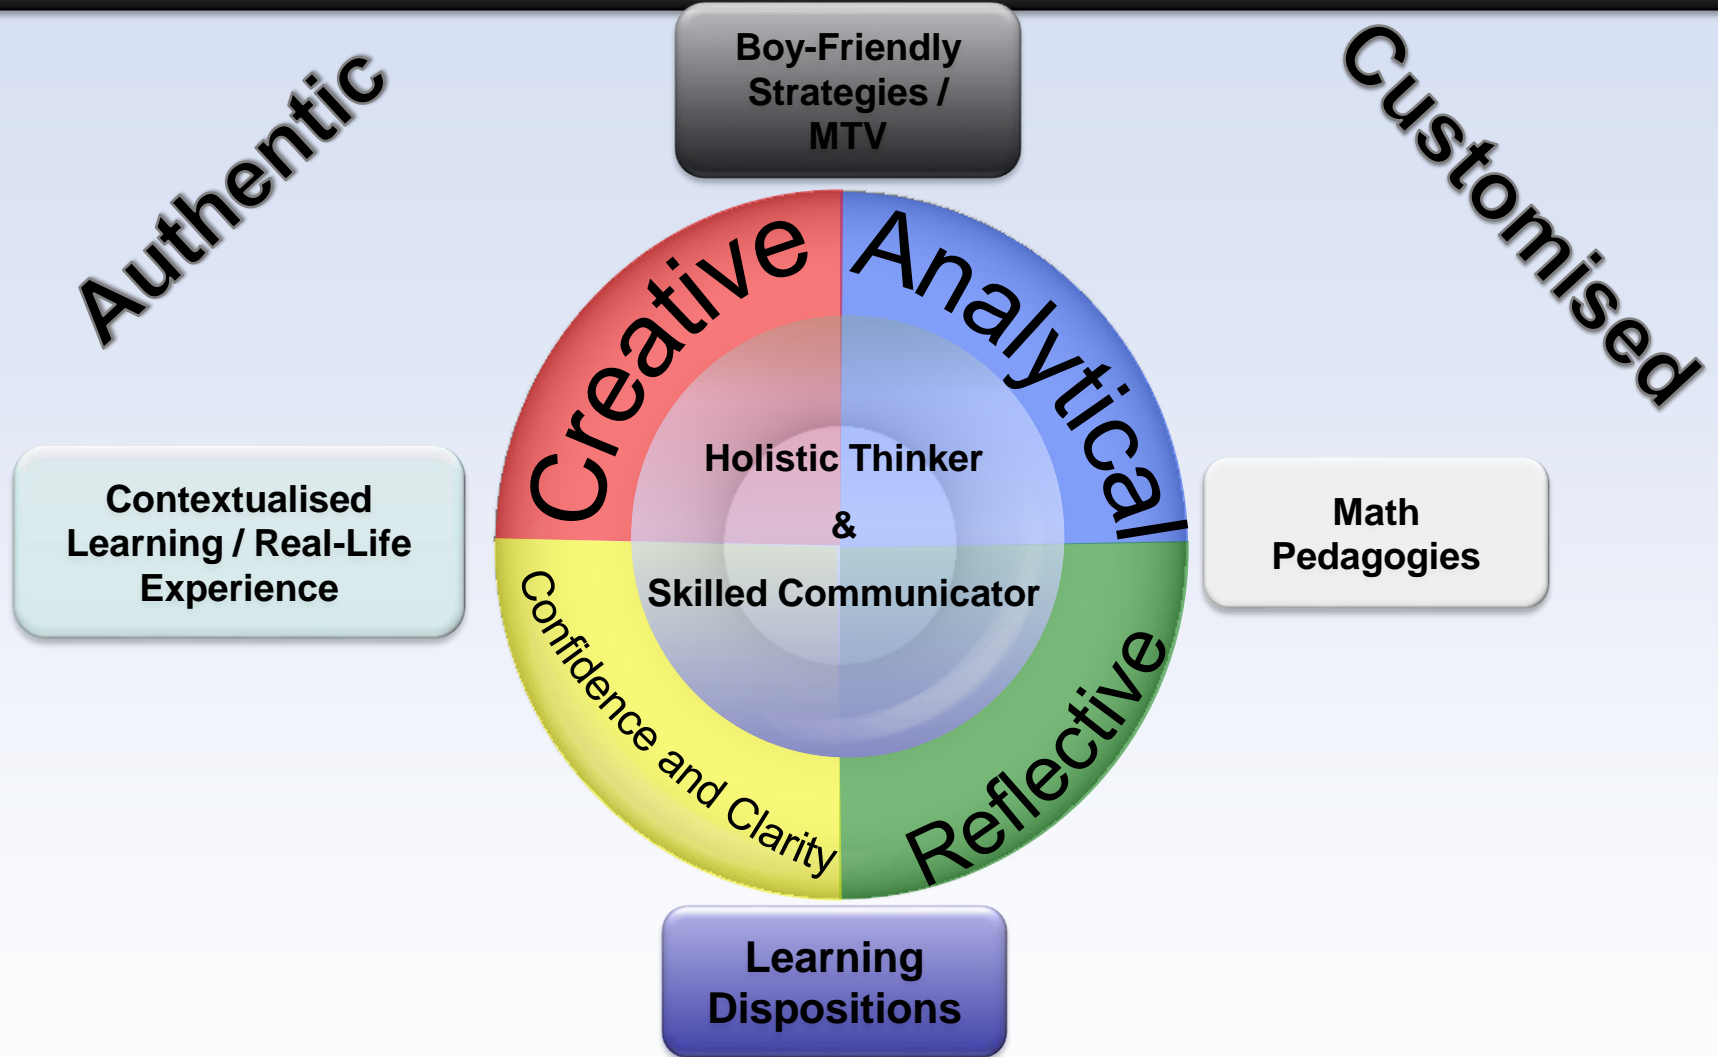 Boy-Friendly
Strategies /
MTV
Authentic
Customised
Creative
Analytical
Holistic Thinker
&
Skilled Communicator
Contextualised
Learning / Real-Life
Experience
Math
Pedagogies
Confidence and Clarity
Reflective
Learning
Dispositions